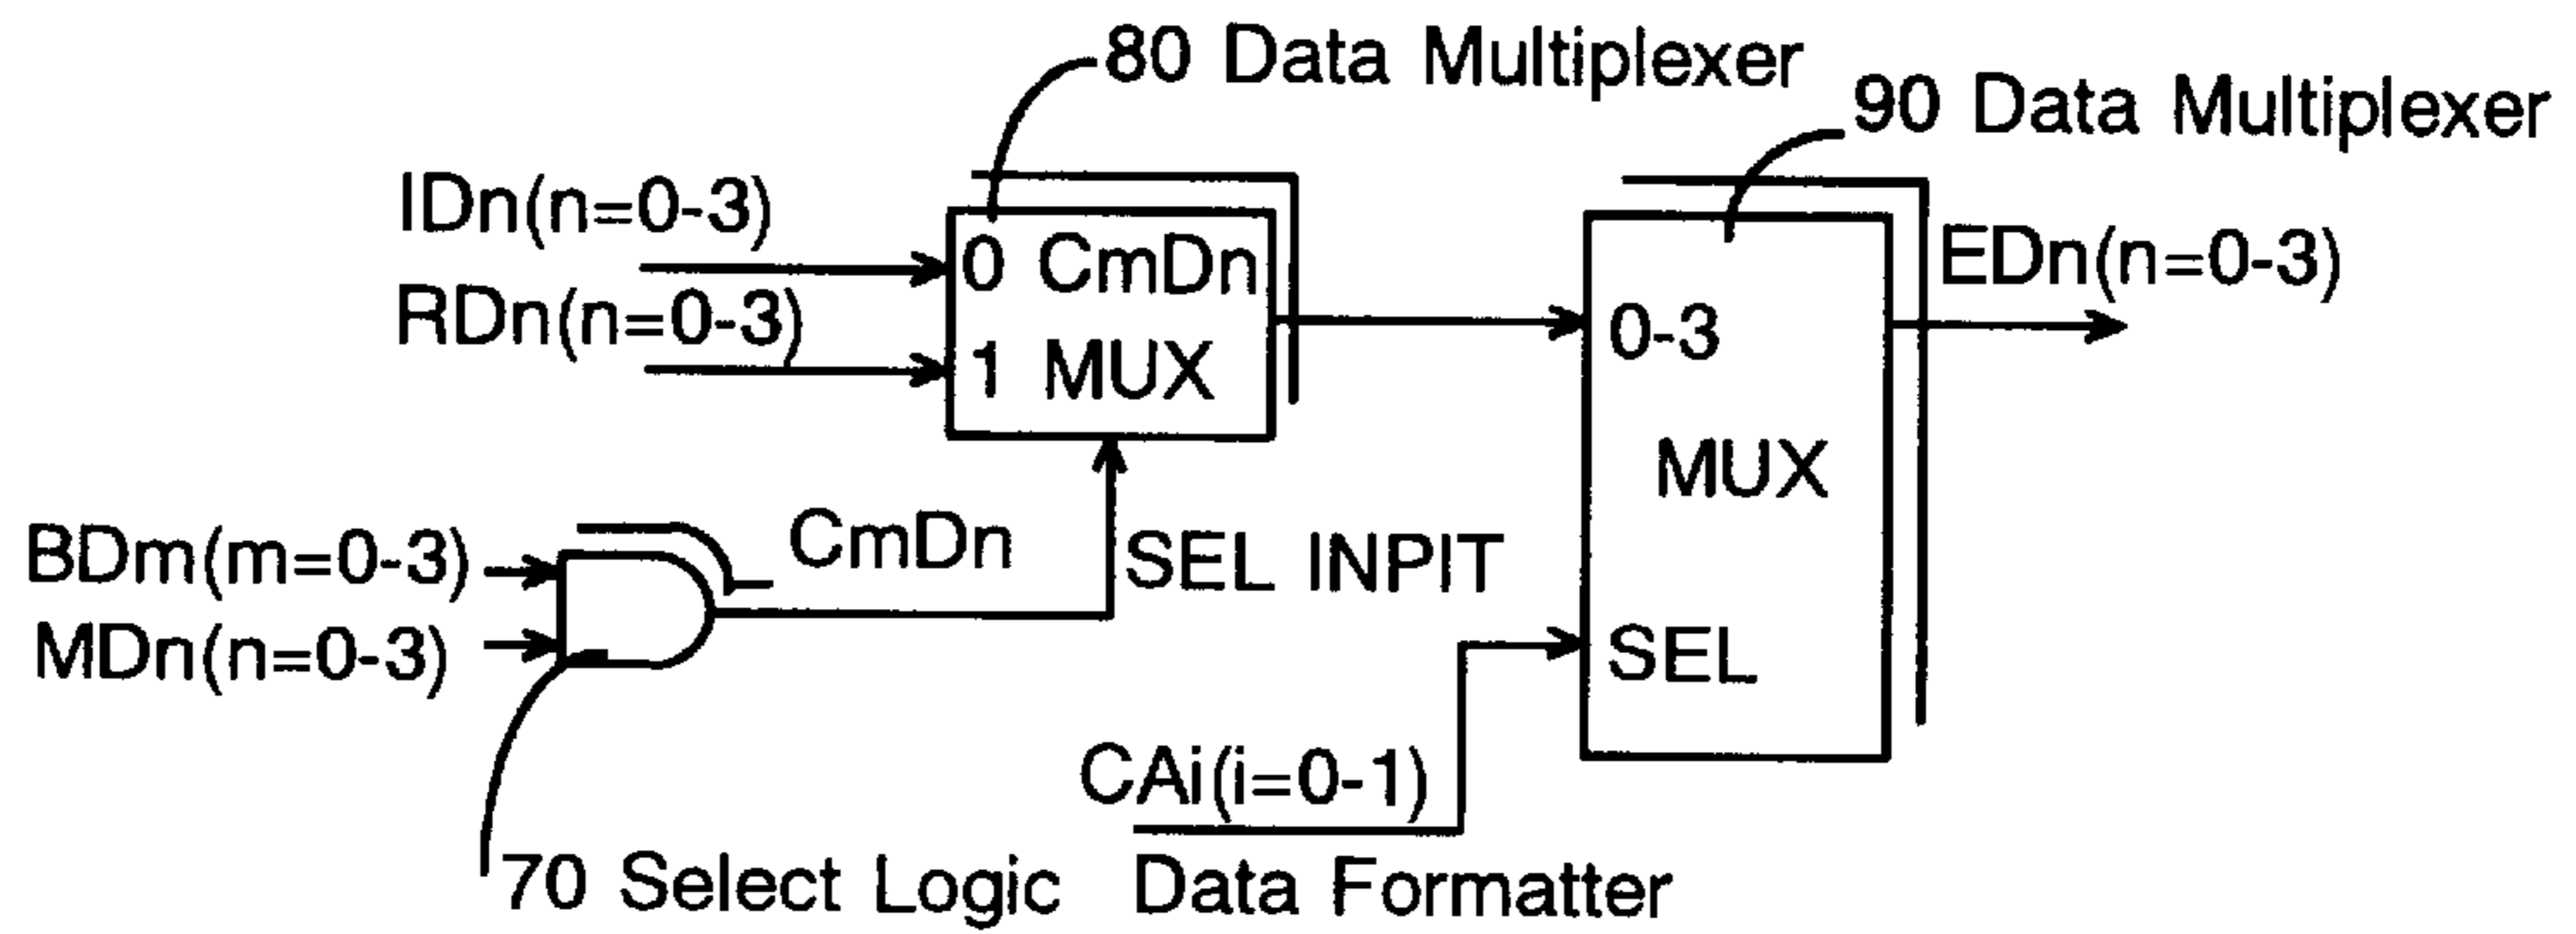 80 Data Multiplexer
90 Data Multiplexer
IDn(n=0-3)
RDn(n=0-3)
0 CmDn
1 MUX
EDn(n=0-3)
0-3
MUX
SEL
BDm(m=0-3)
MDn(n=0-3)
CmDn
SEL INPIT
CAi(i=0-1)
70 Select Logic
Data Formatter